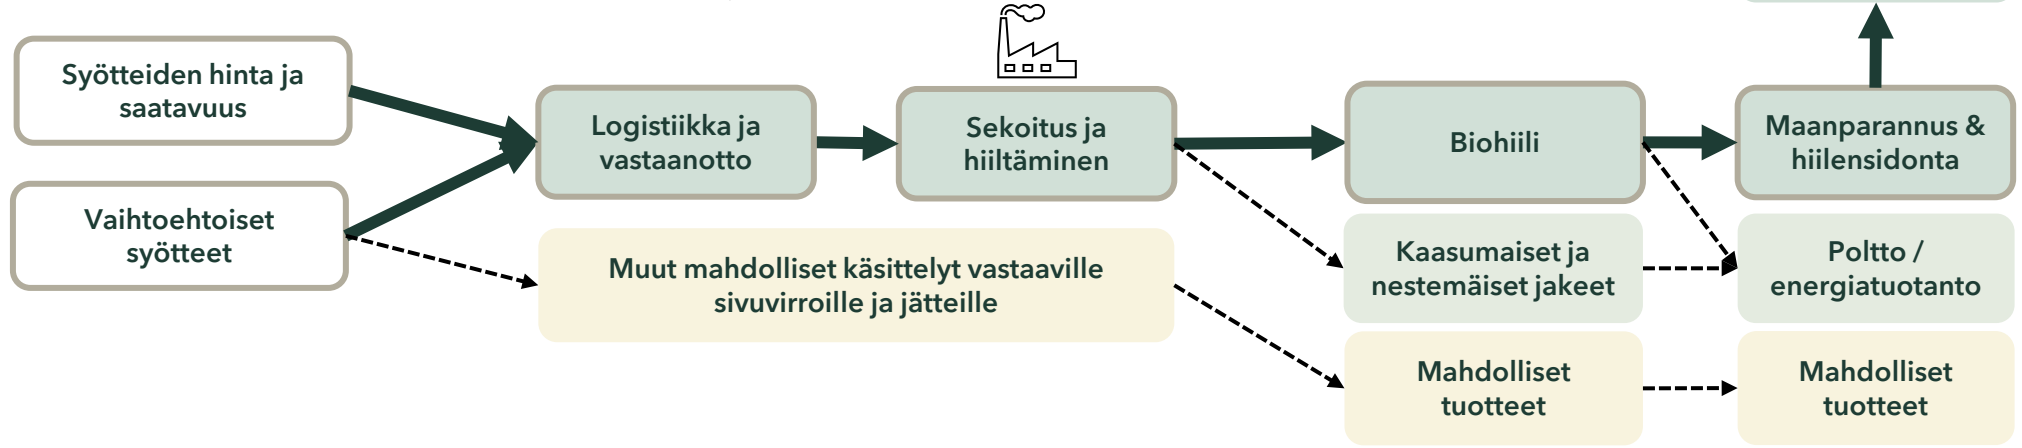 Syötteiden hinta ja
saatavuus
Vaihtoehtoiset
syötteet
Logistiikka ja
vastaanotto
Sekoitus ja
hiiltäminen
Biohiili
Maanparannus &
hiilensidonta
Muut mahdolliset käsittelyt vastaaville
sivuvirroille ja jätteille
Kaasumaiset ja
nestemäiset jakeet
Poltto /
energiatuotanto
Mahdolliset
tuotteet
Mahdolliset
tuotteet